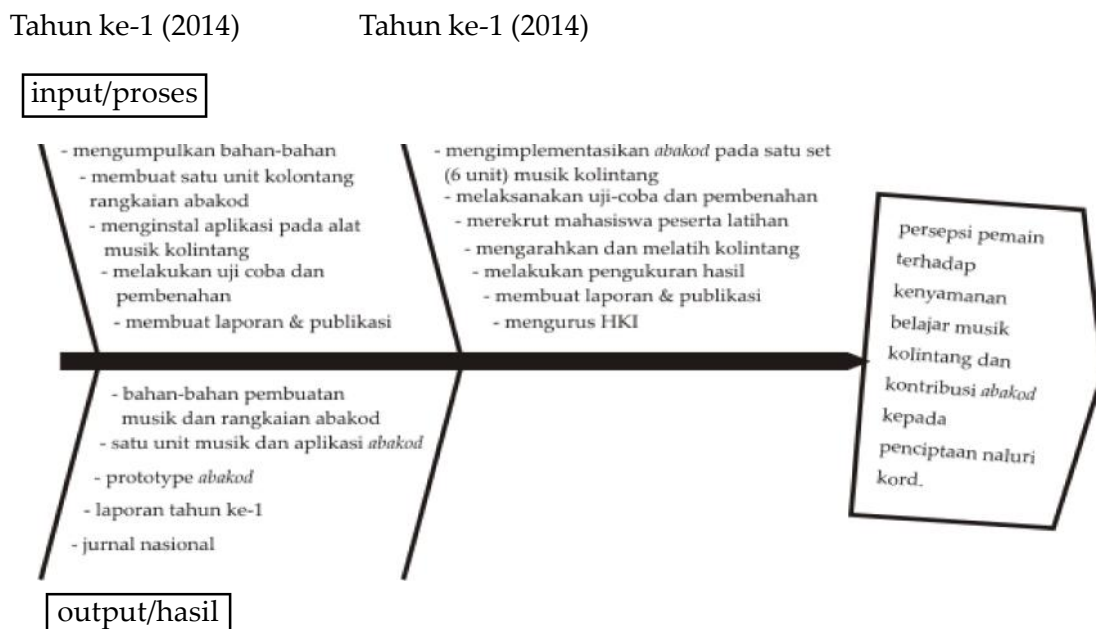 Tahun ke-1 (2014)
Tahun ke-1 (2014)
input/proses
- mengumpulkan bahan-bahan
- membuat satu unit kolontang
rangkaian abakod
- menginstal aplikasi pada alat
musik kolintang
- melakukan uji coba dan
pembenahan
- membuat laporan & publikasi
- mengimplementasikan abakod pada satu set
(6 unit) musik kolintang
- melaksanakan uji-coba dan pembenahan
- merekrut mahasiswa peserta latihan
- mengarahkan dan melatih kolintang
- melakukan pengukuran hasil
- membuat laporan & publikasi
- mengurus HKI
persepsi pemain
terhadap
kenyamanan
belajar musik
kolintang dan
kontribusi abakod
kepada
penciptaan naluri
kord.
- bahan-bahan pembuatan
musik dan rangkaian abakod
- satu unit musik dan aplikasi abakod
- prototype abakod
- laporan tahun ke-1
- jurnal nasional
output/hasil